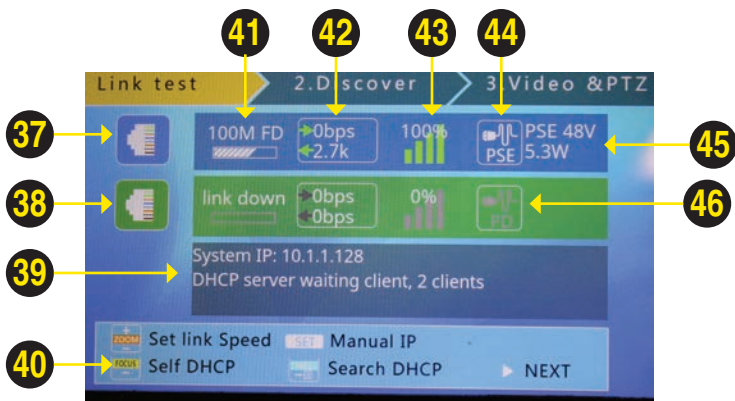 41 42 43 44
Link test 2.Discover 3.Video &PTZ
37 100M FD 0bps 100% PSE 48V 45
2.7k PSE 5.3W
38 link down 0bps 0% 46
0bps PD
System IP: 10.1.1.128
39 DHCP server waiting client, 2 clients
ZOOM Set link Speed SET Manual IP
40 FOCUS Self DHCP Search DHCP NEXT